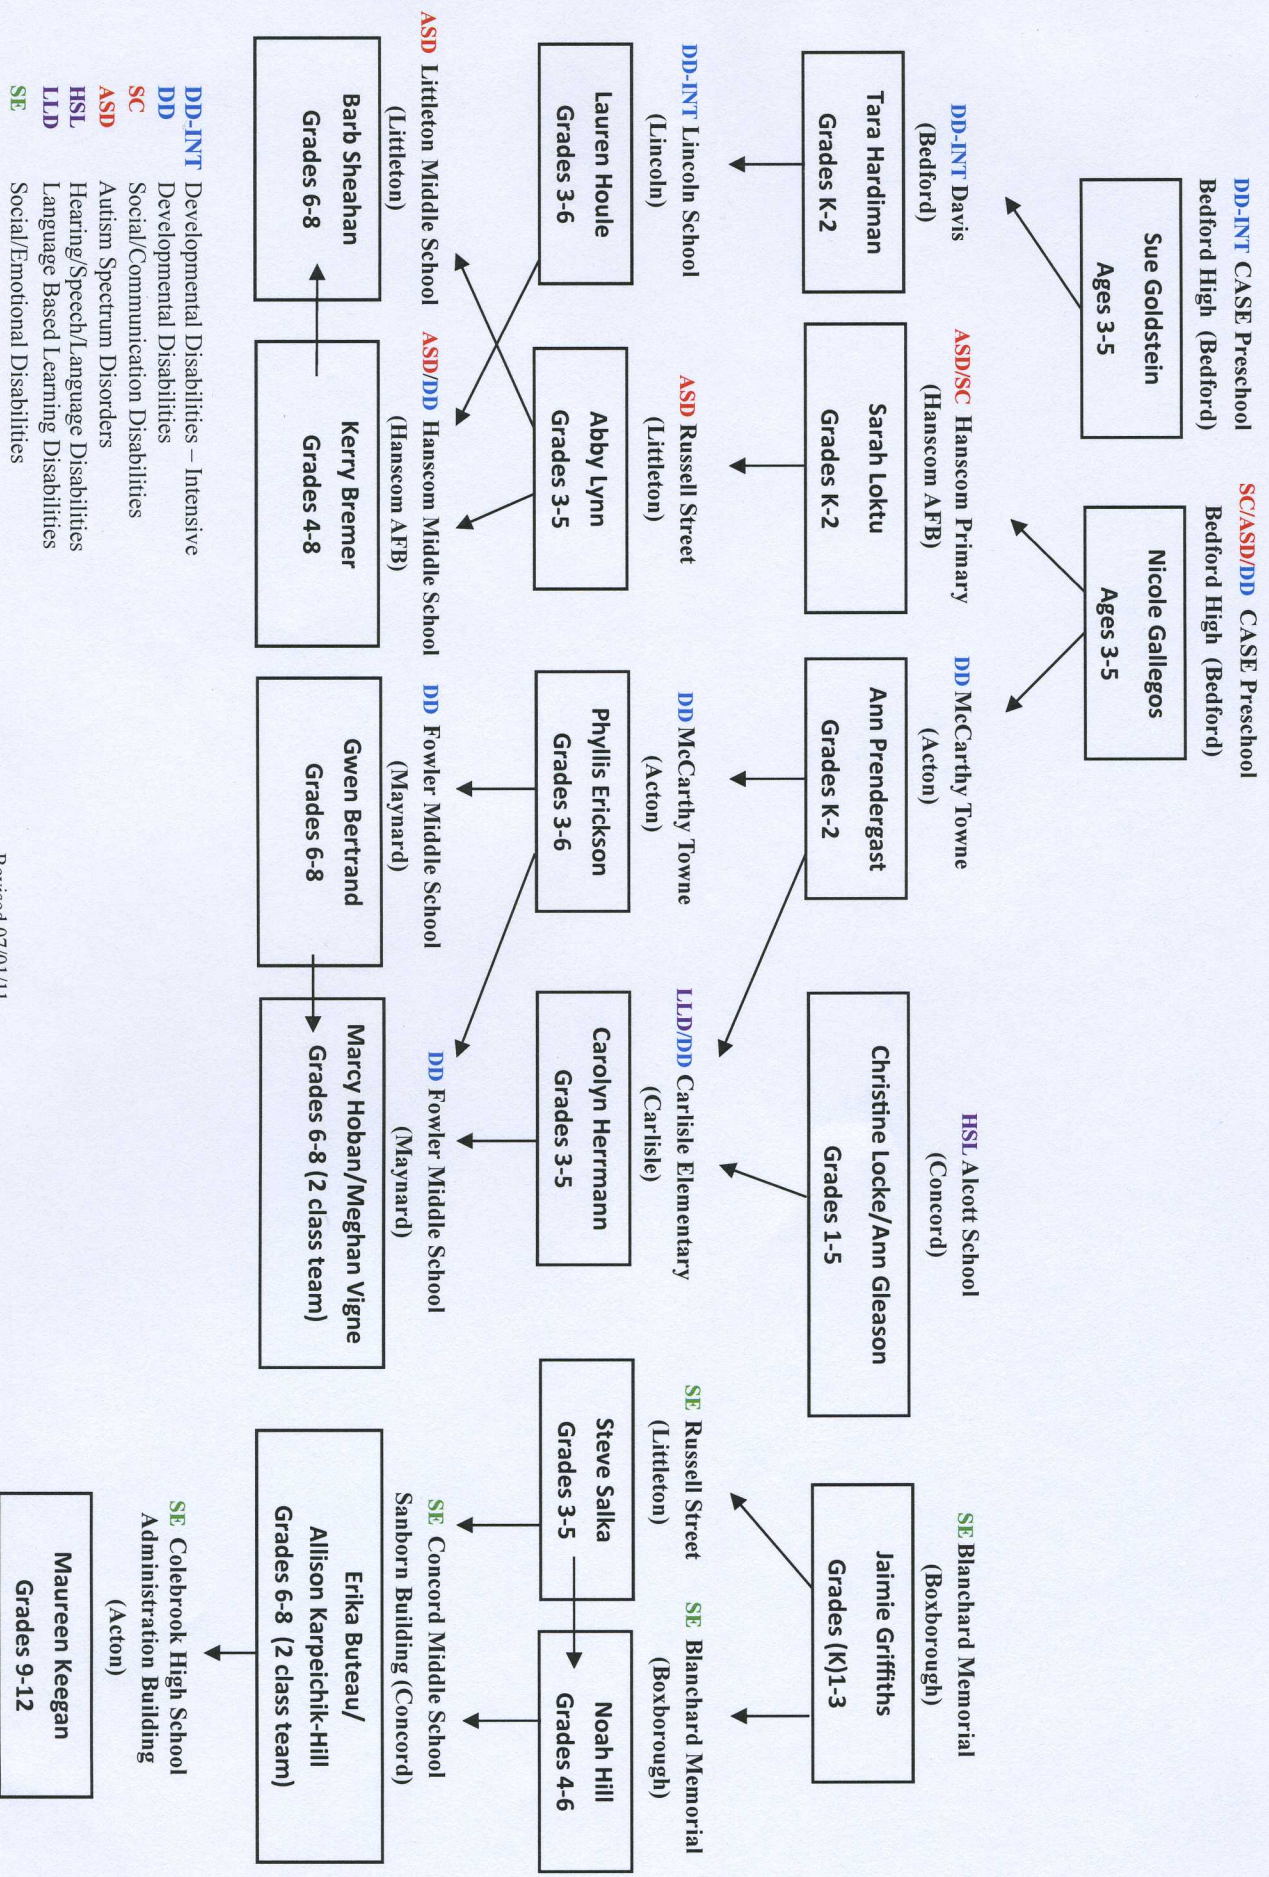 DD-INT CASE Preschool
Bedford High (Bedford)
Sue Goldstein
Ages 3-5
SC/ASD/DD CASE Preschool
Bedford High (Bedford)
Nicole Gallegos
Ages 3-5
DD-INT Davis
(Bedford)
Tara Hardiman
Grades K-2
ASD/SC Hanscom Primary
(Hanscom AFB)
Sarah Loktu
Grades K-2
DD McCarthy Towne
(Acton)
Ann Prendergast
Grades K-2
HSL Alcott School
(Concord)
Christine Locke/Ann Gleason
Grades 1-5
SE Blanchard Memorial
(Boxborough)
Jaimie Griffiths
Grades (K)1-3
DD-INT Lincoln School
(Lincoln)
Lauren Houle
Grades 3-6
ASD Russell Street
(Littleton)
Abby Lynn
Grades 3-5
DD McCarthy Towne
(Acton)
Phyllis Erickson
Grades 3-6
LLD/DD Carlisle Elementary
(Carlisle)
Carolyn Herrmann
Grades 3-5
SE Russell Street
(Littleton)
Steve Salka
Grades 3-5
SE Blanchard Memorial
(Boxborough)
Noah Hill
Grades 4-6
ASD Littleton Middle School
(Littleton)
Barb Sheahan
Grades 6-8
ASD/DD Hanscom Middle School
(Hanscom AFB)
Kerry Bremer
Grades 4-8
DD Fowler Middle School
(Maynard)
Gwen Bertrand
Grades 6-8
DD Fowler Middle School
(Maynard)
Marcy Hoban/Meghan Vigne
Grades 6-8 (2 class team)
SE Concord Middle School
Sanborn Building (Concord)
Erika Buteau/
Allison Karpeichik-Hill
Grades 6-8 (2 class team)
SE Colebrook High School
Administration Building
(Acton)
Maureen Keegan
Grades 9-12
DD-INT Developmental Disabilities – Intensive
DD Developmental Disabilities
SC Social/Communication Disabilities
ASD Autism Spectrum Disorders
HSL Hearing/Speech/Language Disabilities
LLD Language Based Learning Disabilities
SE Social/Emotional Disabilities
Revised 07/01/11